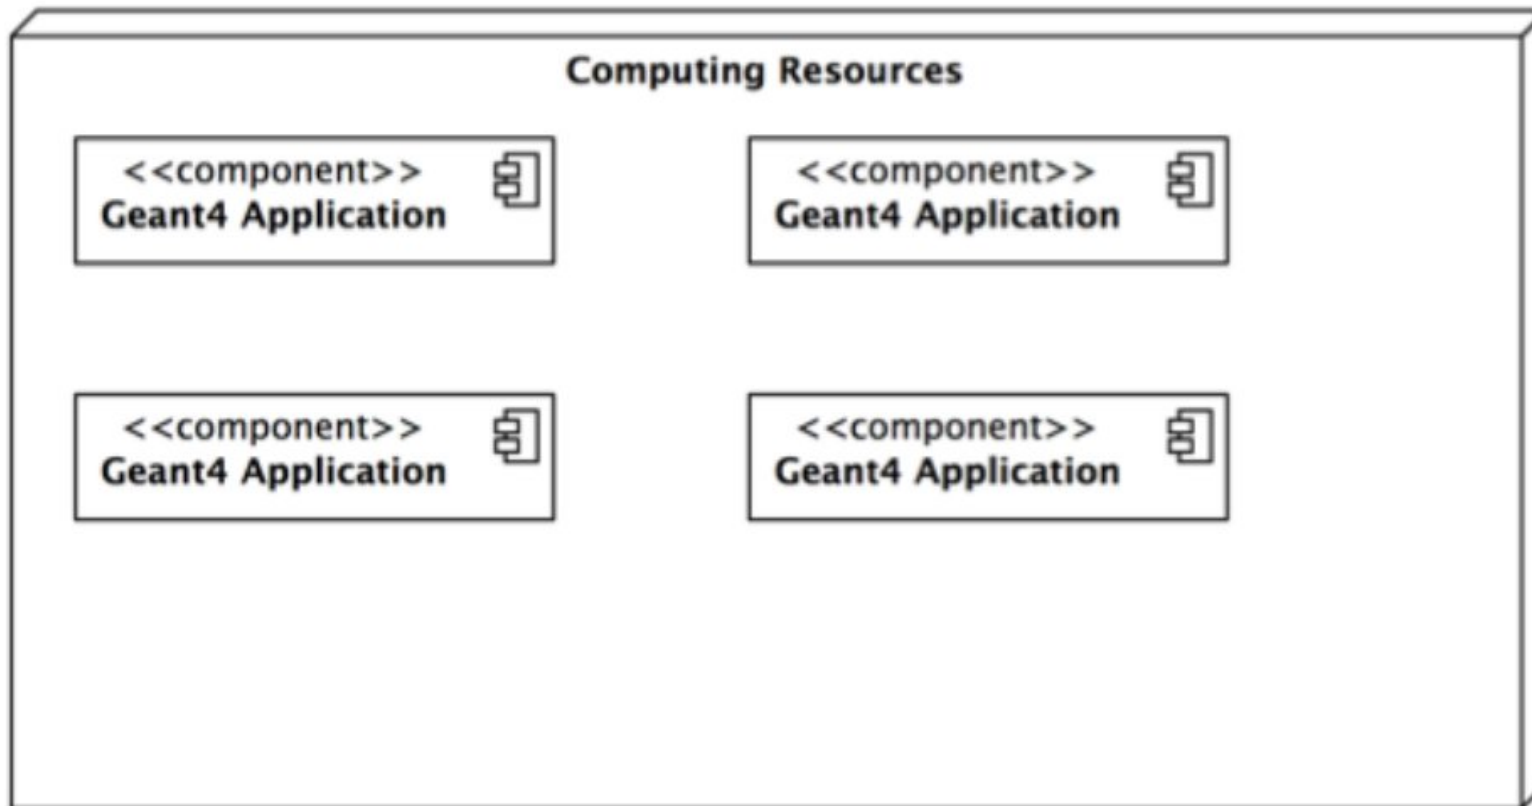 Computing Resources
<<component>>
Geant4 Application
<<component>>
Geant4 Application
<<component>>
Geant4 Application
<<component>>
Geant4 Application